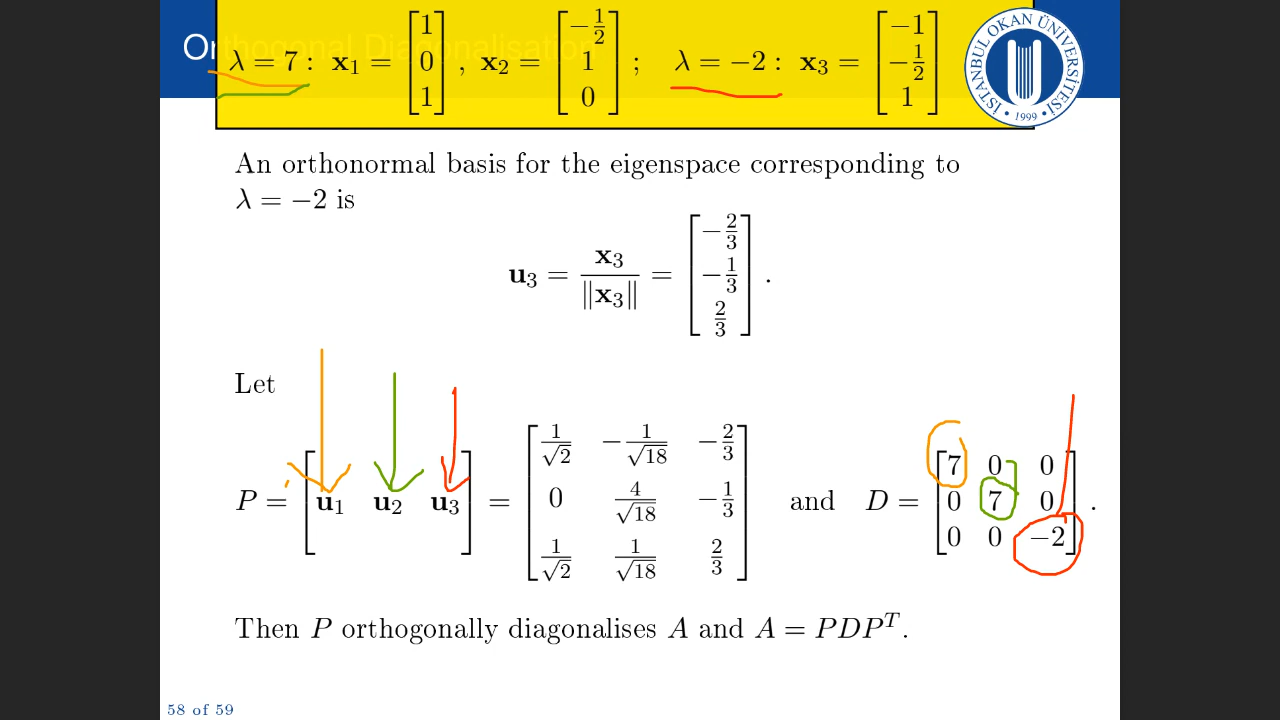 Orthogonal Diagonalisation
λ = 7 : x₁ = [1 0 1], x₂ = [−1/2 1 0] ; λ = −2 : x₃ = [−1 −1/2 1]
İSTANBUL OKAN ÜNİVERSİTESİ
1999
An orthonormal basis for the eigenspace corresponding to
λ = −2 is
u₃ = x₃/‖x₃‖ = [−2/3 −1/3 2/3] .
Let
P = [u₁ u₂ u₃] = [1/√2 −1/√18 −2/3; 0 4/√18 −1/3; 1/√2 1/√18 2/3] and D = [7 0 0; 0 7 0; 0 0 −2] .
Then P orthogonally diagonalises A and A = PDPᵀ.
58 of 59